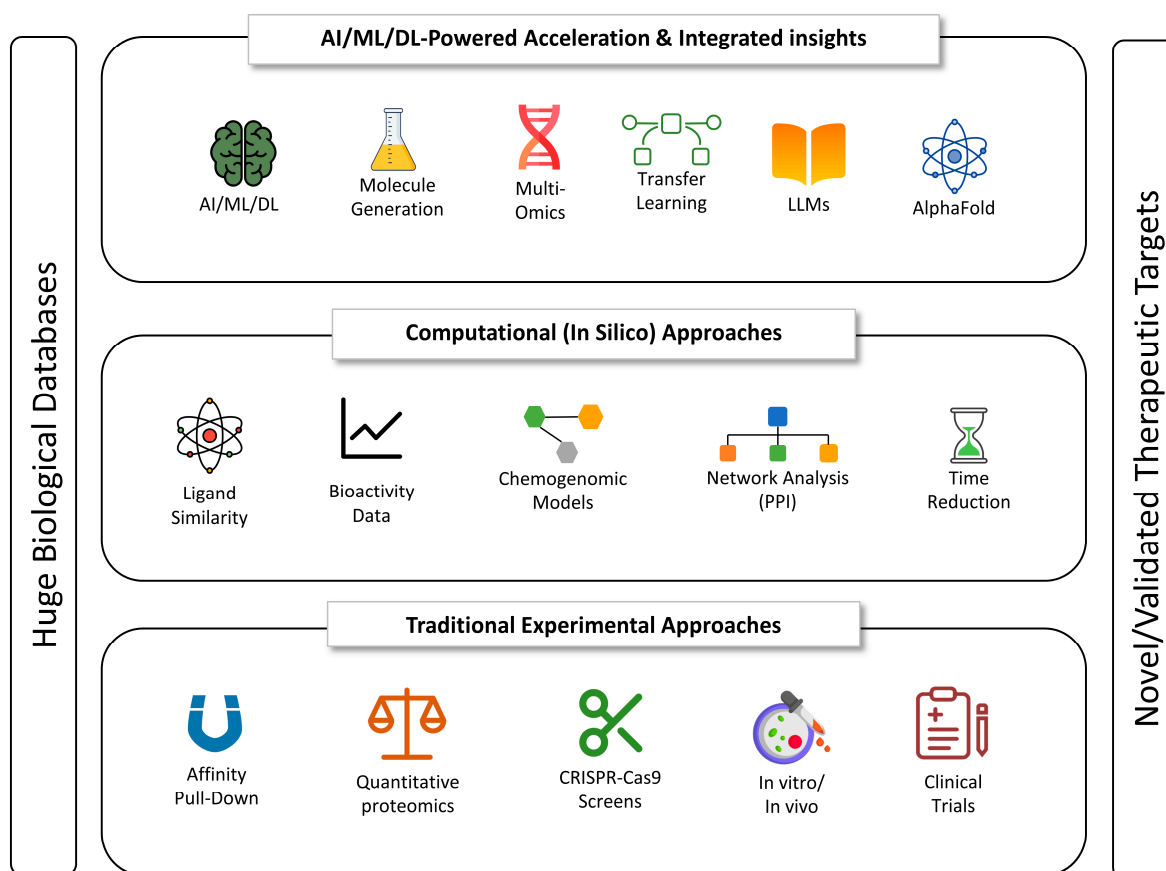 AI/ML/DL-Powered Acceleration & Integrated insights
Huge Biological Databases
AI/ML/DL
Molecule
Generation
Multi-
Omics
Transfer
Learning
LLMs
AlphaFold
Computational (In Silico) Approaches
Ligand
Similarity
Bioactivity
Data
Chemogenomic
Models
Network Analysis
(PPI)
Time
Reduction
Traditional Experimental Approaches
Affinity
Pull-Down
Quantitative
proteomics
CRISPR-Cas9
Screens
In vitro/
In vivo
Clinical
Trials
Novel/Validated Therapeutic Targets